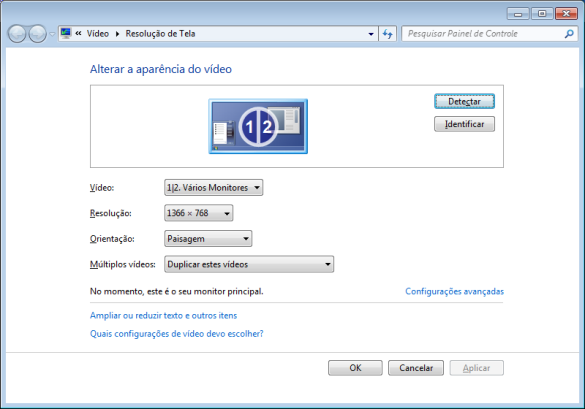 « Vídeo ▸ Resolução de Tela
Pesquisar Painel de Controle
Alterar a aparência do vídeo
1|2
Detectar
Identificar
Vídeo: 1|2. Vários Monitores
Resolução: 1366 × 768
Orientação: Paisagem
Múltiplos vídeos: Duplicar estes vídeos
No momento, este é o seu monitor principal. Configurações avançadas
Ampliar ou reduzir texto e outros itens
Quais configurações de vídeo devo escolher?
OK Cancelar Aplicar